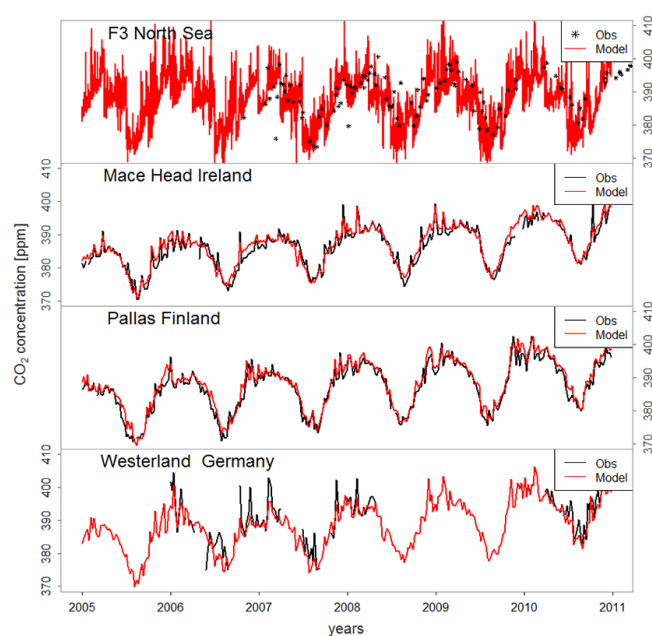 F3 North Sea
Obs
Model
370 380 390 400 410
Mace Head Ireland
Obs
Model
370 380 390 400 410
Pallas Finland
Obs
Model
370 380 390 400 410
Westerland Germany
Obs
Model
370 380 390 400 410
CO₂ concentration [ppm]
2005 2006 2007 2008 2009 2010 2011
years